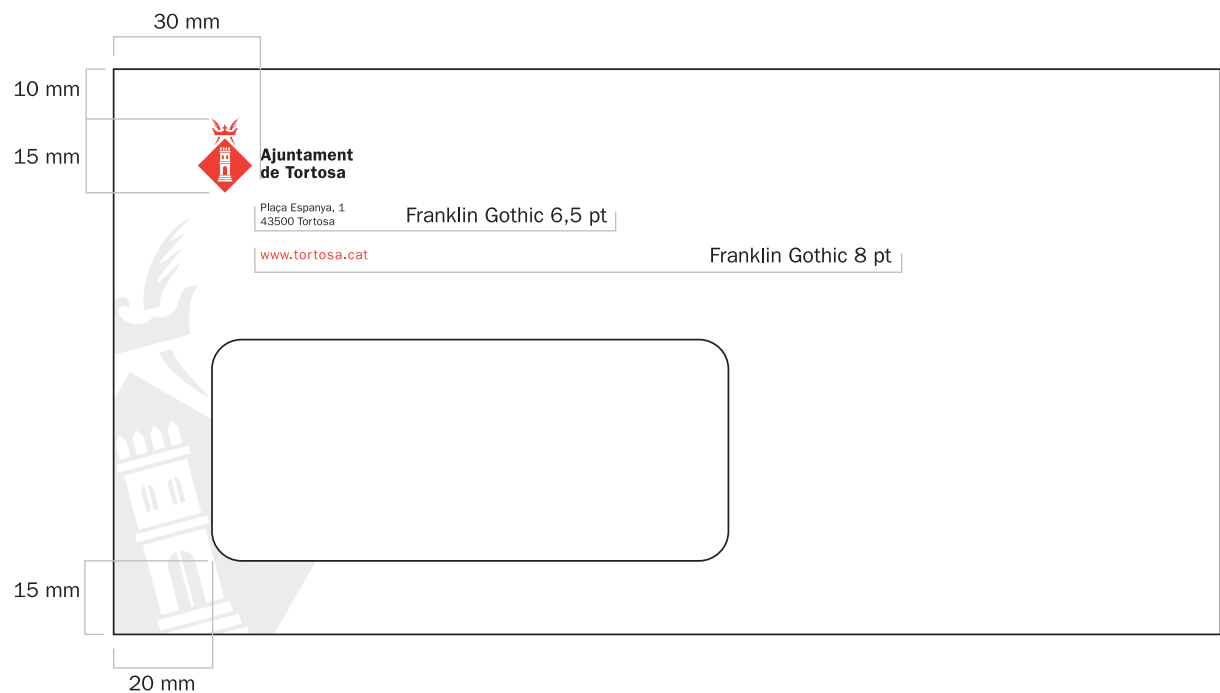 30 mm
10 mm
15 mm
Ajuntament
de Tortosa
Plaça Espanya, 1
43500 Tortosa
Franklin Gothic 6,5 pt
www.tortosa.cat
Franklin Gothic 8 pt
15 mm
20 mm